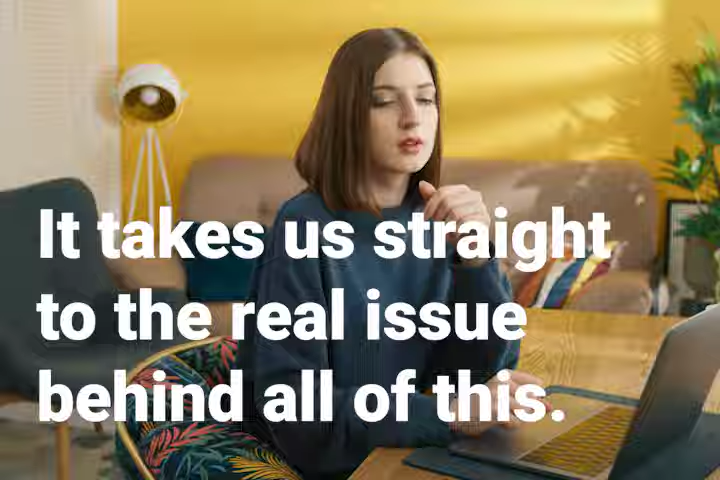 It takes us straight
to the real issue
behind all of this.